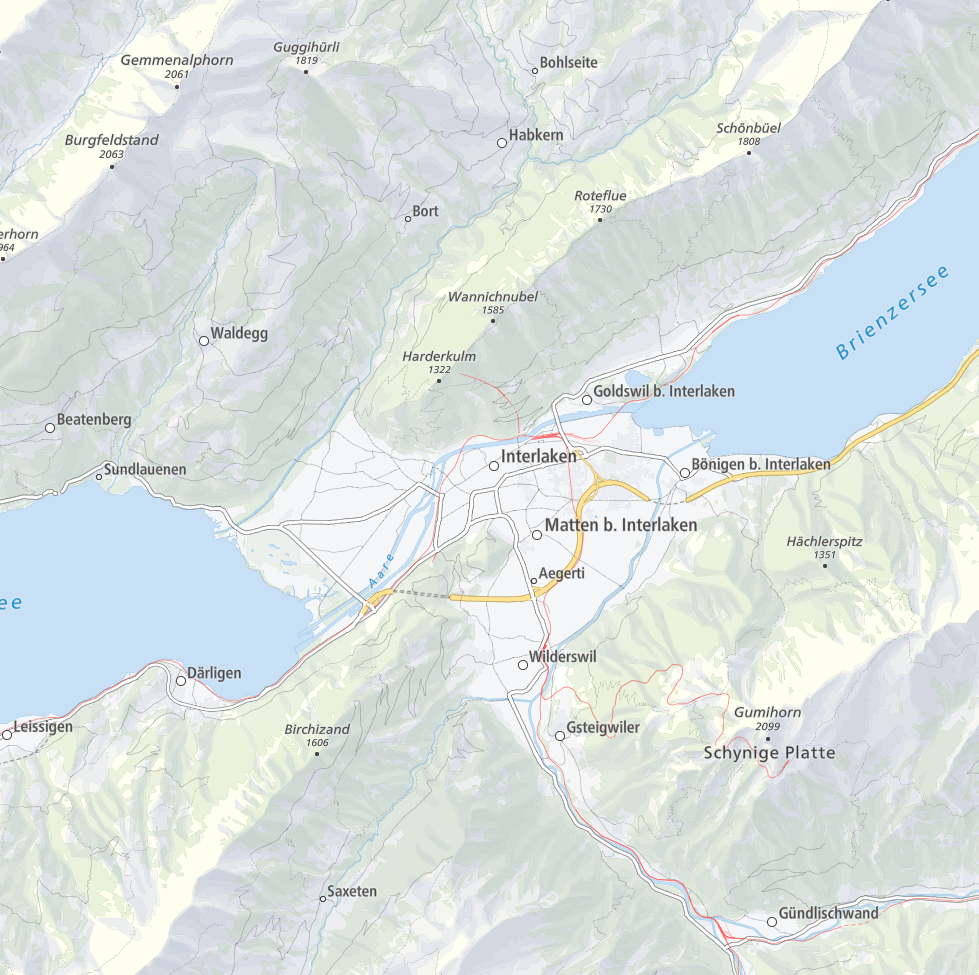 Guggihürli
1819
Gemmenalphorn
2061
Bohlseite
Habkern
Schönbüel
1808
Burgfeldstand
2063
Roteflue
1730
Bort
Brienzersee
Wannichnubel
1585
Waldegg
Harderkulm
1322
Goldswil b. Interlaken
Beatenberg
Interlaken
Bönigen b. Interlaken
Sundlauenen
Matten b. Interlaken
Hächlerspitz
1351
Aare
Aegerti
Wilderswil
Därligen
Gumihorn
2099
Leissigen
Birchizand
1606
Gsteigwiler
Schynige Platte
Saxeten
Gündlischwand